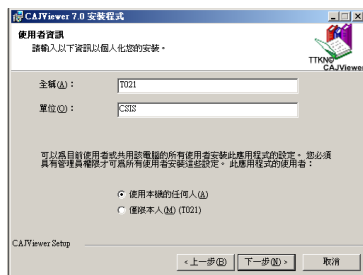 CAJViewer 7.0 安裝程式
使用者資訊
請輸入以下資訊以個人化您的安裝。
TTKN
CAJViewer
全稱(A)：
T021
單位(O)：
CSIS
可以爲目前使用者或共用該電腦的所有使用者安裝此應用程式的設定。您必須
具有管理員權限才可爲所有使用者安裝這些設定。此應用程式的使用者：
使用本機的任何人(A)
僅限本人(M) (T021)
CAJViewer Setup
<上一步(B)
下一步(N)>
取消